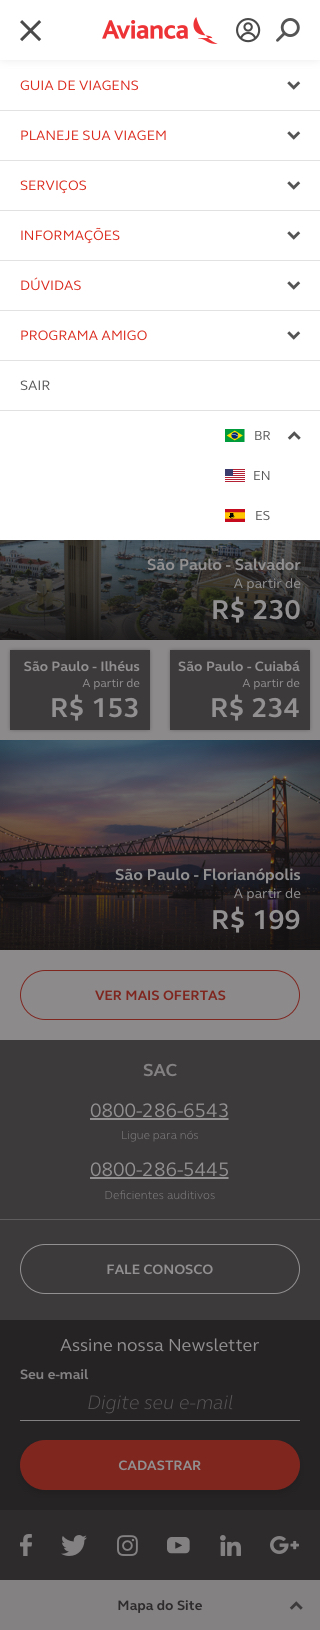 Avianca
GUIA DE VIAGENS
PLANEJE SUA VIAGEM
SERVIÇOS
INFORMAÇÕES
DÚVIDAS
PROGRAMA AMIGO
SAIR
BR
EN
ES
São Paulo - Salvador
A partir de
R$ 230
São Paulo - Ilhéus
A partir de
R$ 153
São Paulo - Cuiabá
A partir de
R$ 234
São Paulo - Florianópolis
A partir de
R$ 199
VER MAIS OFERTAS
SAC
0800-286-6543
Ligue para nós
0800-286-5445
Deficientes auditivos
FALE CONOSCO
Assine nossa Newsletter
Seu e-mail
Digite seu e-mail
CADASTRAR
Mapa do Site